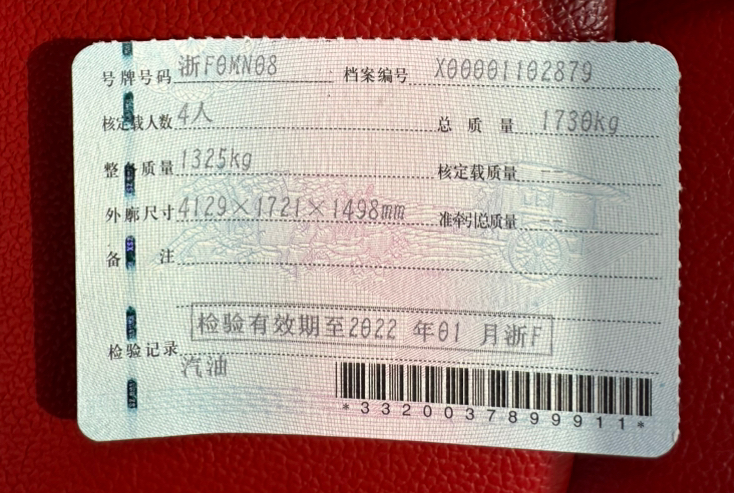 号牌号码 浙F0MN08 档案编号 X00001102879
核定载人数 4人 总质量 1730kg
整备质量 1325kg 核定载质量 --
外廓尺寸 4129×1721×1498mm 准牵引总质量 --
备注
检验有效期至2022 年01 月浙F
检验记录
汽油
*3320037899911*